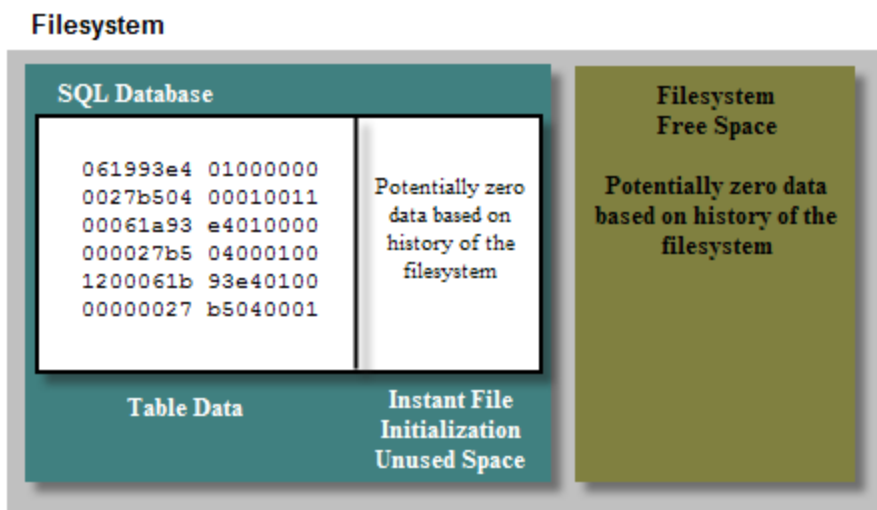 Filesystem
SQL Database
061993e4 01000000
0027b504 00010011
00061a93 e4010000
000027b5 04000100
1200061b 93e40100
00000027 b5040001
Potentially zero
data based on
history of the
filesystem
Table Data
Instant File
Initialization
Unused Space
Filesystem
Free Space
Potentially zero data
based on history of the
filesystem